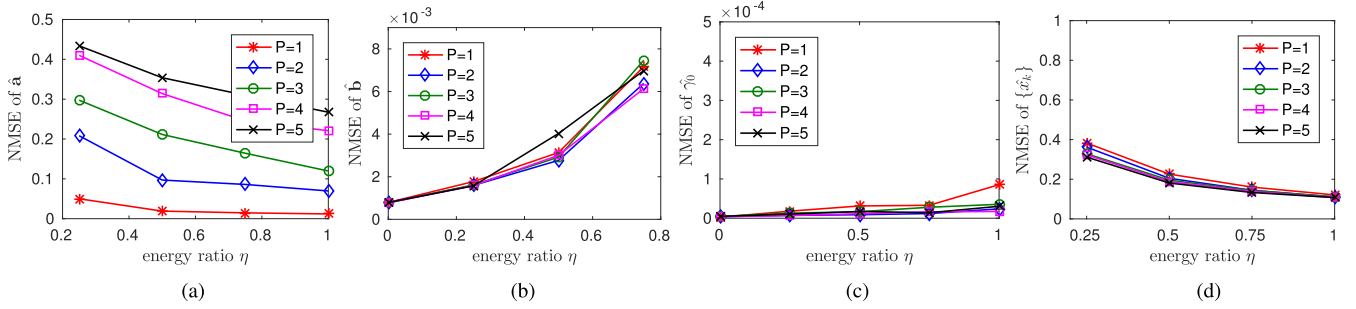 NMSE of â
0.5
0.4
0.3
0.2
0.1
0
0.2 0.4 0.6 0.8 1
energy ratio η
P=1
P=2
P=3
P=4
P=5
(a)
NMSE of b̂
×10⁻³
8
6
4
2
0
0 0.2 0.4 0.6 0.8
energy ratio η
P=1
P=2
P=3
P=4
P=5
(b)
NMSE of γ̂₀
×10⁻⁴
5
4
3
2
1
0
0 0.5 1
energy ratio η
P=1
P=2
P=3
P=4
P=5
(c)
NMSE of {x̂ₖ}
1
0.8
0.6
0.4
0.2
0
0.25 0.5 0.75 1
energy ratio η
P=1
P=2
P=3
P=4
P=5
(d)